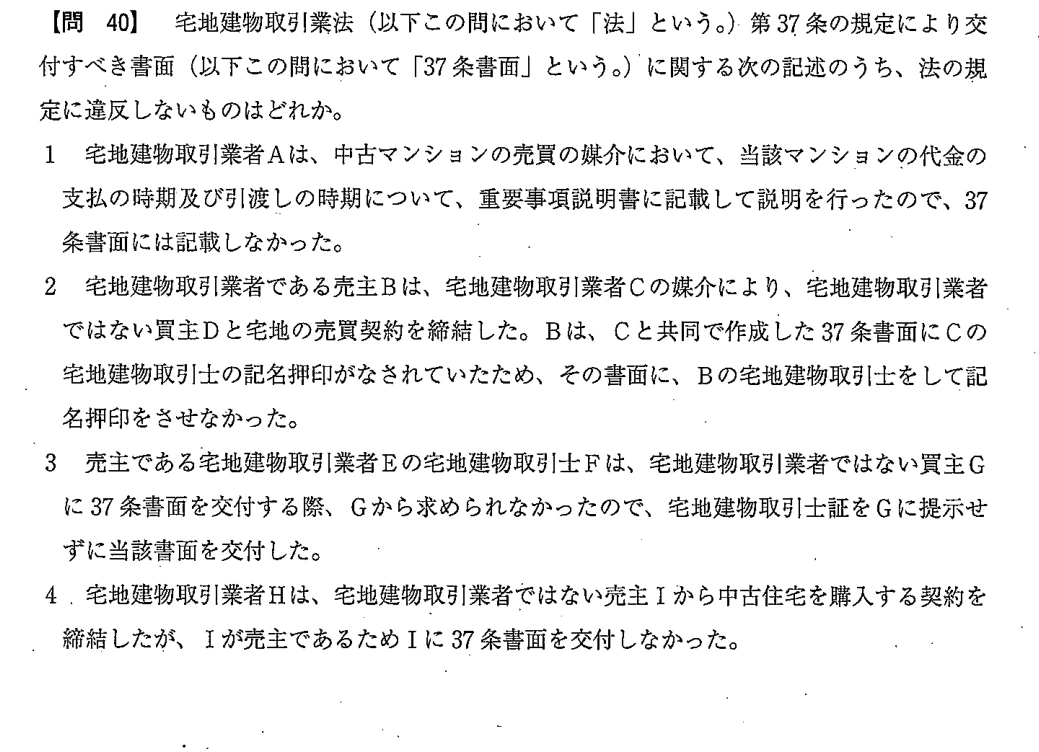 【問 40】 宅地建物取引業法(以下この問において「法」という。)第 37 条の規定により交
付すべき書面(以下この問において「37 条書面」という。)に関する次の記述のうち、法の規
定に違反しないものはどれか。
1 宅地建物取引業者Aは、中古マンションの売買の媒介において、当該マンションの代金の
支払の時期及び引渡しの時期について、重要事項説明書に記載して説明を行ったので、37
条書面には記載しなかった。
2 宅地建物取引業者である売主Bは、宅地建物取引業者Cの媒介により、宅地建物取引業者
ではない買主Dと宅地の売買契約を締結した。Bは、Cと共同で作成した 37 条書面にCの
宅地建物取引士の記名押印がなされていたため、その書面に、Bの宅地建物取引士をして記
名押印をさせなかった。
3 売主である宅地建物取引業者Eの宅地建物取引士Fは、宅地建物取引業者ではない買主G
に 37 条書面を交付する際、Gから求められなかったので、宅地建物取引士証をGに提示せ
ずに当該書面を交付した。
4 宅地建物取引業者Hは、宅地建物取引業者ではない売主Iから中古住宅を購入する契約を
締結したが、Iが売主であるためIに 37 条書面を交付しなかった。